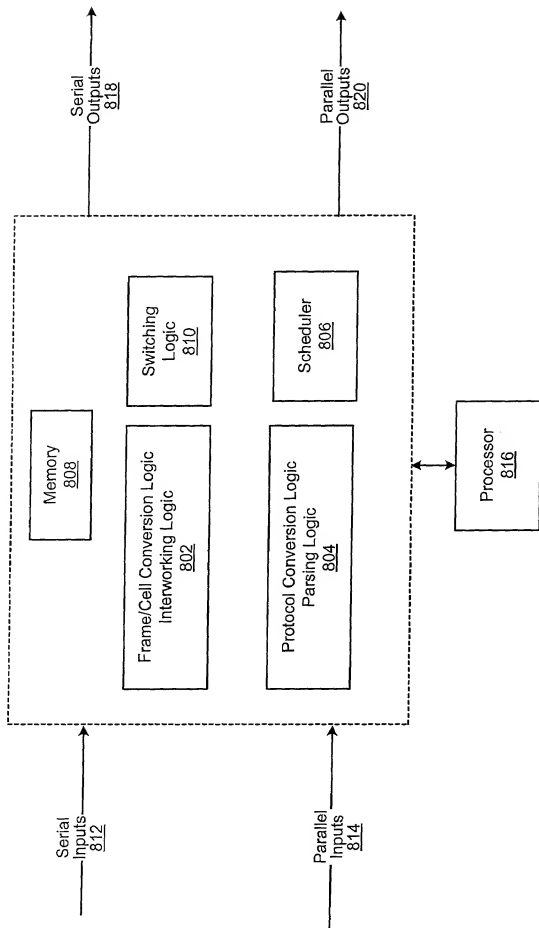 Serial
Inputs
812
Parallel
Inputs
814
Memory
808
Frame/Cell Conversion Logic
Interworking Logic
802
Switching
Logic
810
Protocol Conversion Logic
Parsing Logic
804
Scheduler
806
Processor
816
Serial
Outputs
818
Parallel
Outputs
820